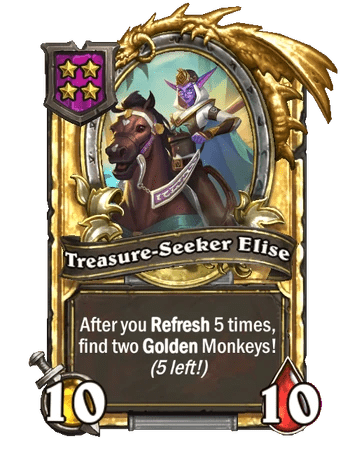 Treasure-Seeker Elise
After you Refresh 5 times,
find two Golden Monkeys!
(5 left!)
10 10